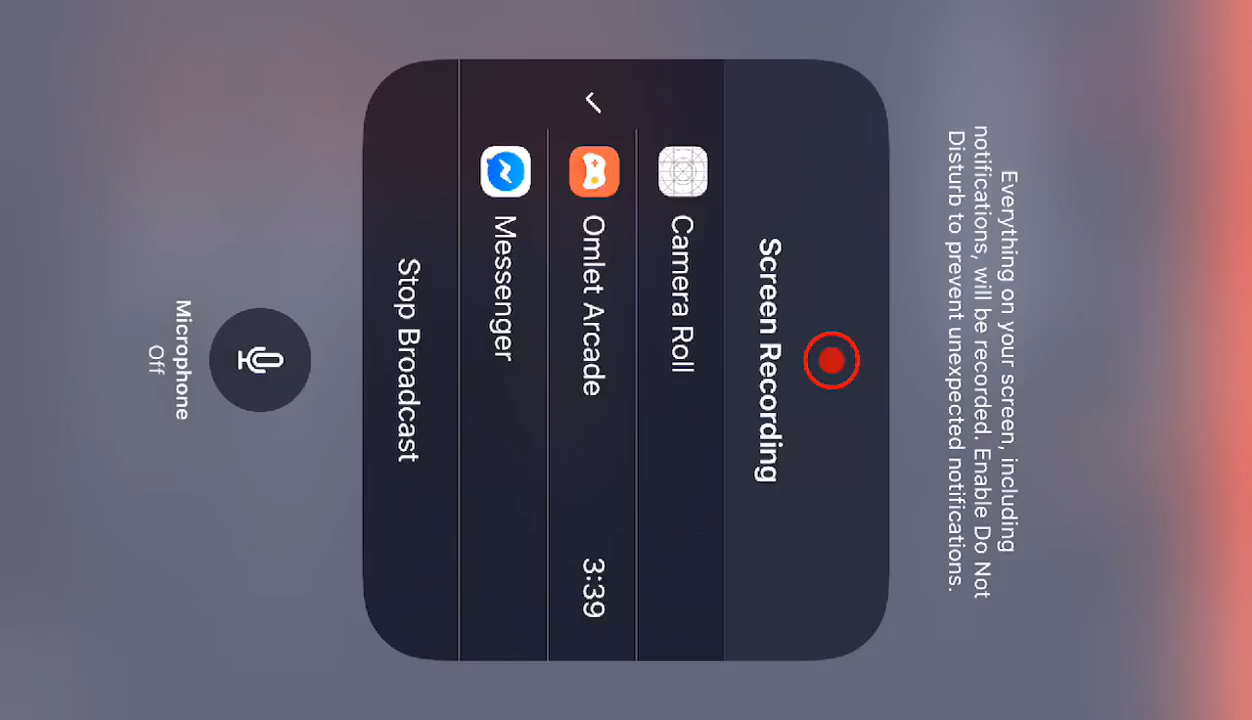 Everything on your screen, including
notifications, will be recorded. Enable Do Not
Disturb to prevent unexpected notifications.
Screen Recording
Camera Roll
Omlet Arcade 3:39
Messenger
Stop Broadcast
Microphone
Off